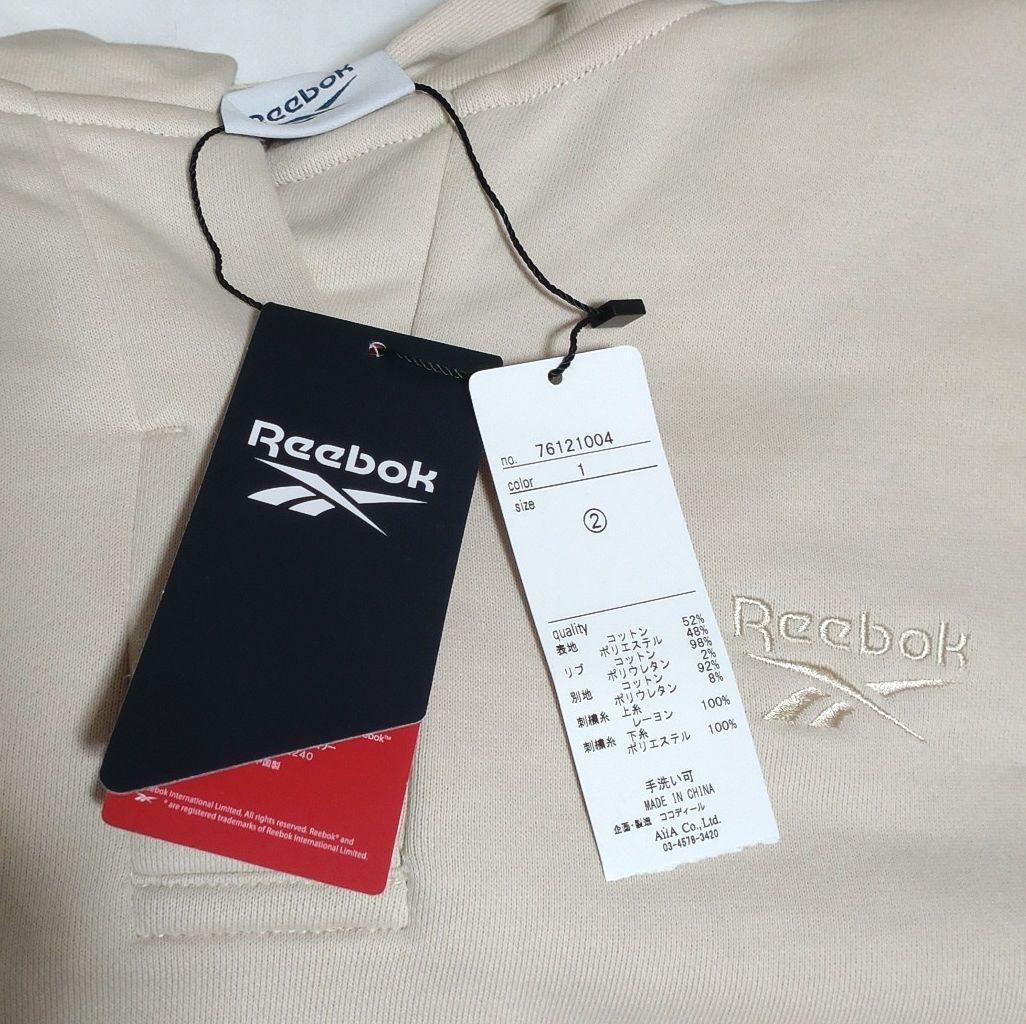 Reebok
Reebok
no. 76121004
color 1
size
②
quality
表地 コットン 52%
ポリエステル 48%
リブ コットン 98%
ポリウレタン 2%
別地 コットン 92%
ポリウレタン 8%
刺繍糸 上糸
レーヨン 100%
刺繍糸 下糸
ポリエステル 100%
手洗い可
MADE IN CHINA
企画・製造 ココディール
AiiA Co.,Ltd.
03-4578-3420
Reebok
International Limited, All rights reserved. Reebok® and
® are registered trademarks of Reebok International Limited.